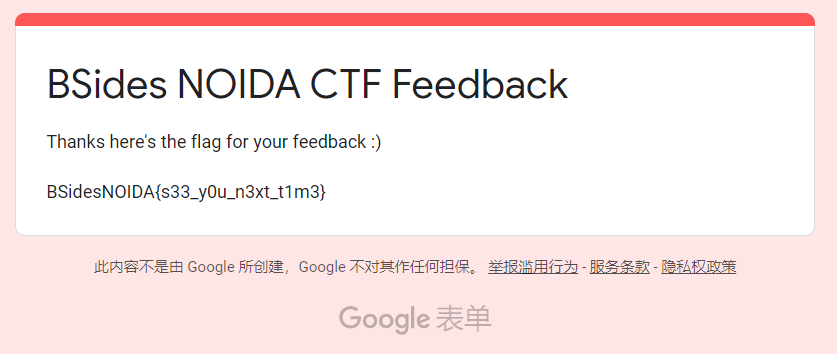 BSides NOIDA CTF Feedback
Thanks here's the flag for your feedback :)
BSidesNOIDA{s33_y0u_n3xt_t1m3}
此内容不是由 Google 所创建，Google 不对其作任何担保。 举报滥用行为 - 服务条款 - 隐私权政策
Google 表单